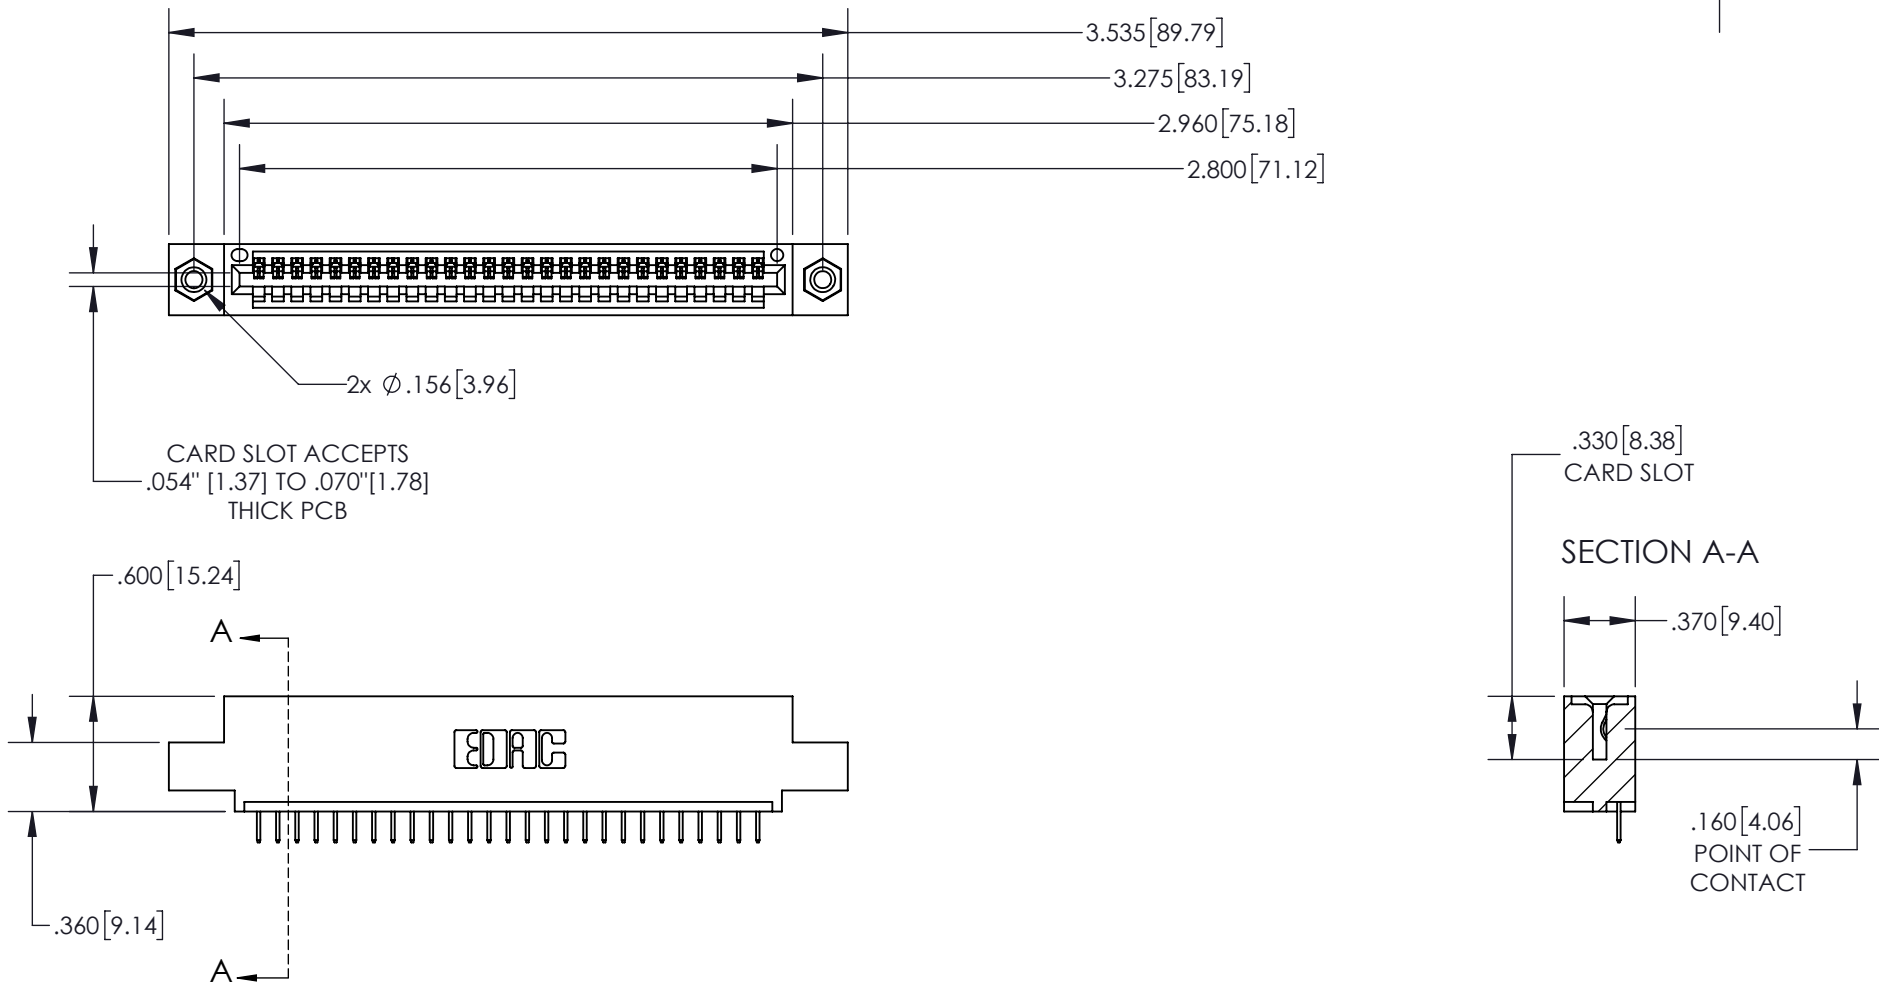 3.535[89.79]
3.275[83.19]
2.960[75.18]
2.800[71.12]
2x Ø.156[3.96]
CARD SLOT ACCEPTS
.054" [1.37] TO .070"[1.78]
THICK PCB
.330[8.38]
CARD SLOT
SECTION A-A
.600[15.24]
.370[9.40]
A
EDAC
.160[4.06]
POINT OF
CONTACT
.360[9.14]
A